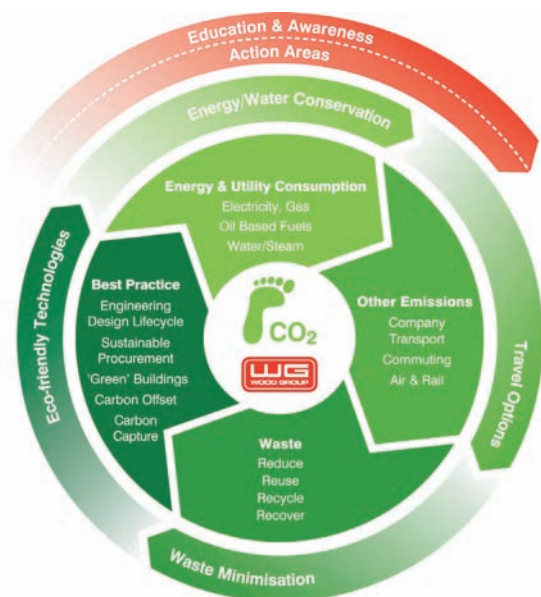 Education & Awareness
Action Areas
Energy/Water Conservation
Energy & Utility Consumption
Electricity, Gas
Oil Based Fuels
Water/Steam
Best Practice
Engineering
Design Lifecycle
Sustainable
Procurement
'Green' Buildings
Carbon Offset
Carbon
Capture
Other Emissions
Company
Transport
Commuting
Air & Rail
CO₂
WG
WOOD GROUP
Waste
Reduce
Reuse
Recycle
Recover
Eco-friendly Technologies
Travel Options
Waste Minimisation